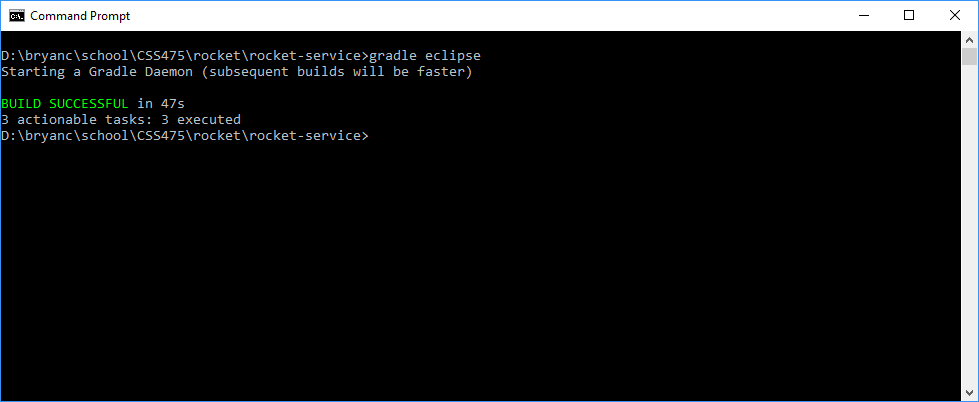 Command Prompt
D:\bryanc\school\CSS475\rocket\rocket-service>gradle eclipse
Starting a Gradle Daemon (subsequent builds will be faster)
BUILD SUCCESSFUL in 47s
3 actionable tasks: 3 executed
D:\bryanc\school\CSS475\rocket\rocket-service>